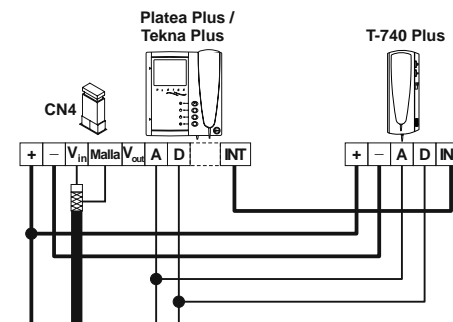 Platea Plus /
Tekna Plus
T-740 Plus
CN4
+ – Vin Malla Vout A D INT
+ – A D IN